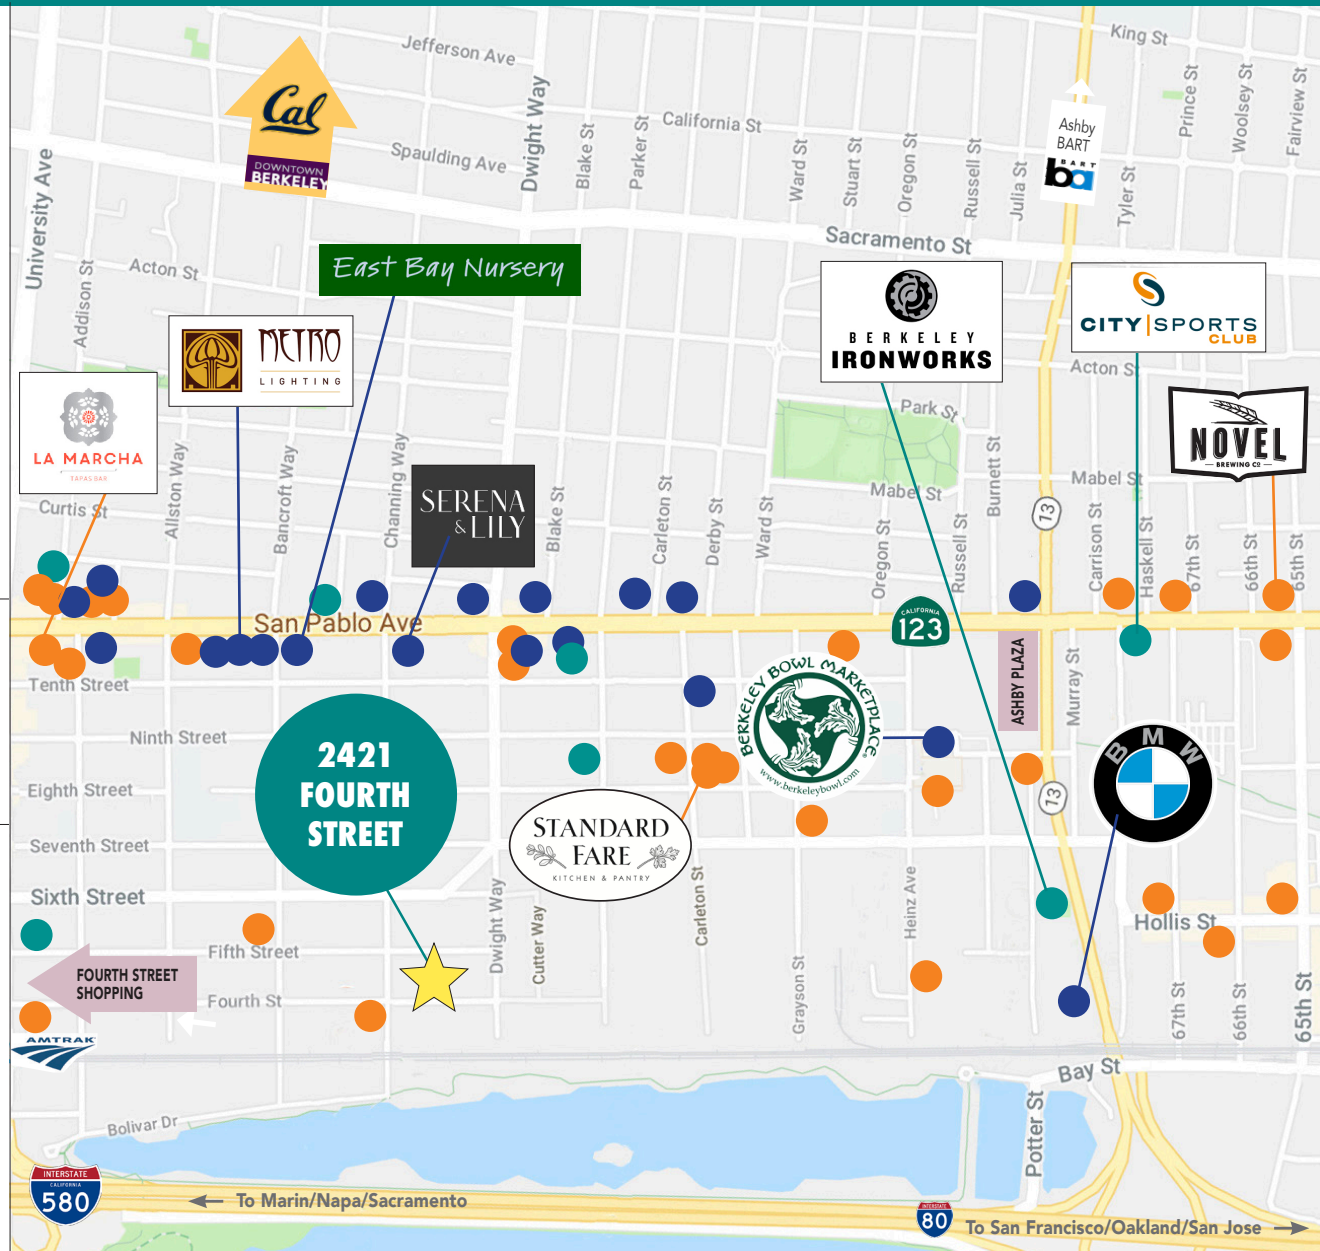 King St
Jefferson Ave
Cal
DOWNTOWN
BERKELEY
Spaulding Ave
Dwight Way
Blake St
Parker St
California St
Ward St
Stuart St
Oregon St
Russell St
Julia St
Ashby
BART
BART
ba
Tyler St
Prince St
Woolsey St
Fairview St
University Ave
Addison St
Acton St
Sacramento St
East Bay Nursery
METRO
LIGHTING
BERKELEY
IRONWORKS
CITY SPORTS
CLUB
Acton St
LA MARCHA
TAPAS BAR
Curtis St
Allston Way
Bancroft Way
Channing Way
SERENA
& LILY
Blake St
Carleton St
Derby St
Ward St
Park St
Mabel St
Oregon St
Russell St
Burnett St
13
Mabel St
Carrison St
Haskell St
67th St
66th St
65th St
NOVEL
BREWING CO
San Pablo Ave
CALIFORNIA
123
ASHBY PLAZA
Murray St
Tenth Street
Ninth Street
Eighth Street
Seventh Street
Sixth Street
Fifth Street
Fourth St
2421
FOURTH
STREET
BERKELEY BOWL MARKETPLACE
www.berkeleybowl.com
STANDARD
FARE
KITCHEN & PANTRY
BMW
13
Dwight Way
Cutter Way
Carleton St
Grayson St
Heinz Ave
Hollis St
67th St
66th St
65th St
FOURTH STREET
SHOPPING
AMTRAK
Bay St
Potter St
Bolivar Dr
INTERSTATE
CALIFORNIA
580
To Marin/Napa/Sacramento
INTERSTATE
80
To San Francisco/Oakland/San Jose